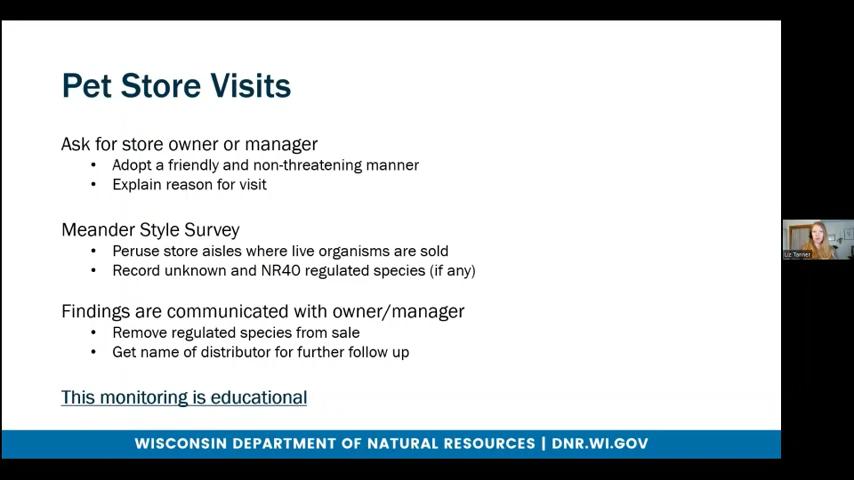 Pet Store Visits
Ask for store owner or manager
• Adopt a friendly and non-threatening manner
• Explain reason for visit
Meander Style Survey
• Peruse store aisles where live organisms are sold
• Record unknown and NR40 regulated species (if any)
Findings are communicated with owner/manager
• Remove regulated species from sale
• Get name of distributor for further follow up
This monitoring is educational
WISCONSIN DEPARTMENT OF NATURAL RESOURCES | DNR.WI.GOV
Liz Tanner